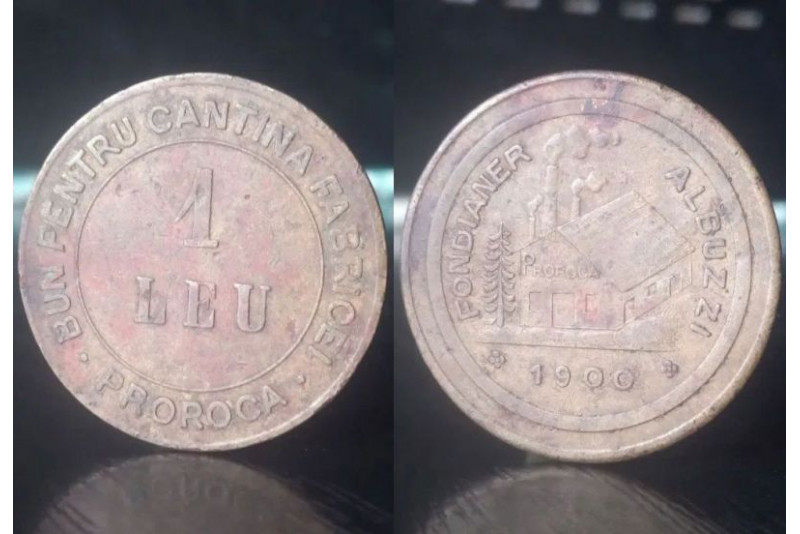 BUN PENTRU CANTINA FABRICEI
· PROROCA ·
1
LEU
FONDIANER ALBUZZI
PROROCA
* 1900 *